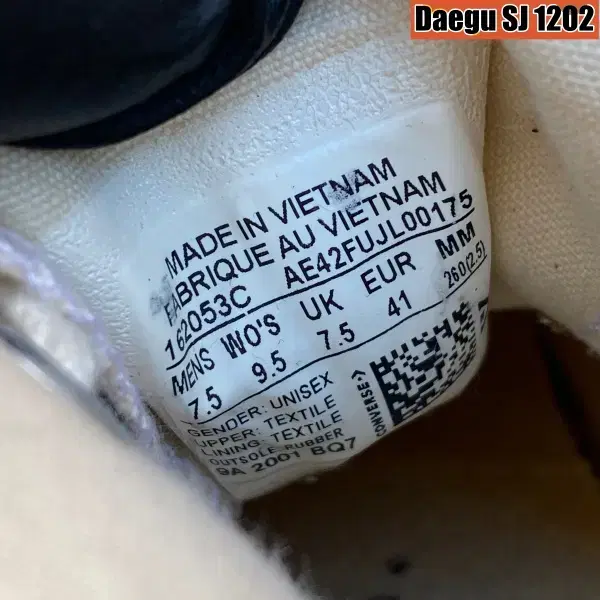 Daegu SJ 1202
MADE IN VIETNAM
FABRIQUE AU VIETNAM
162053C AE42FUJL00175
MENS WO'S UK EUR MM
7.5 9.5 7.5 41 260(2.5)
GENDER: UNISEX
UPPER: TEXTILE
LINING: TEXTILE
OUTSOLE: RUBBER
9A 2001 BQ7
CONVERSE>